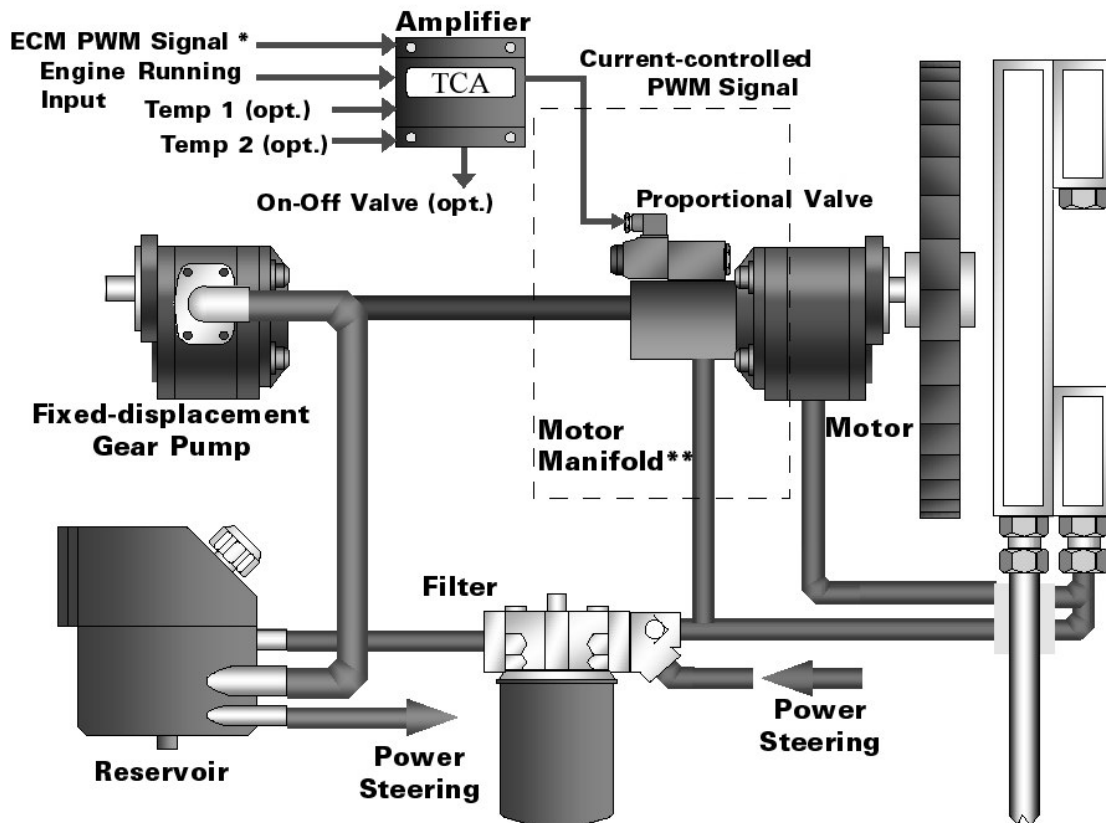 Amplifier
ECM PWM Signal *
Engine Running
Input
TCA
Temp 1 (opt.)
Temp 2 (opt.)
On-Off Valve (opt.)
Current-controlled
PWM Signal
Proportional Valve
Fixed-displacement
Gear Pump
Motor
Manifold**
Motor
Filter
Power
Steering
Power
Steering
Reservoir